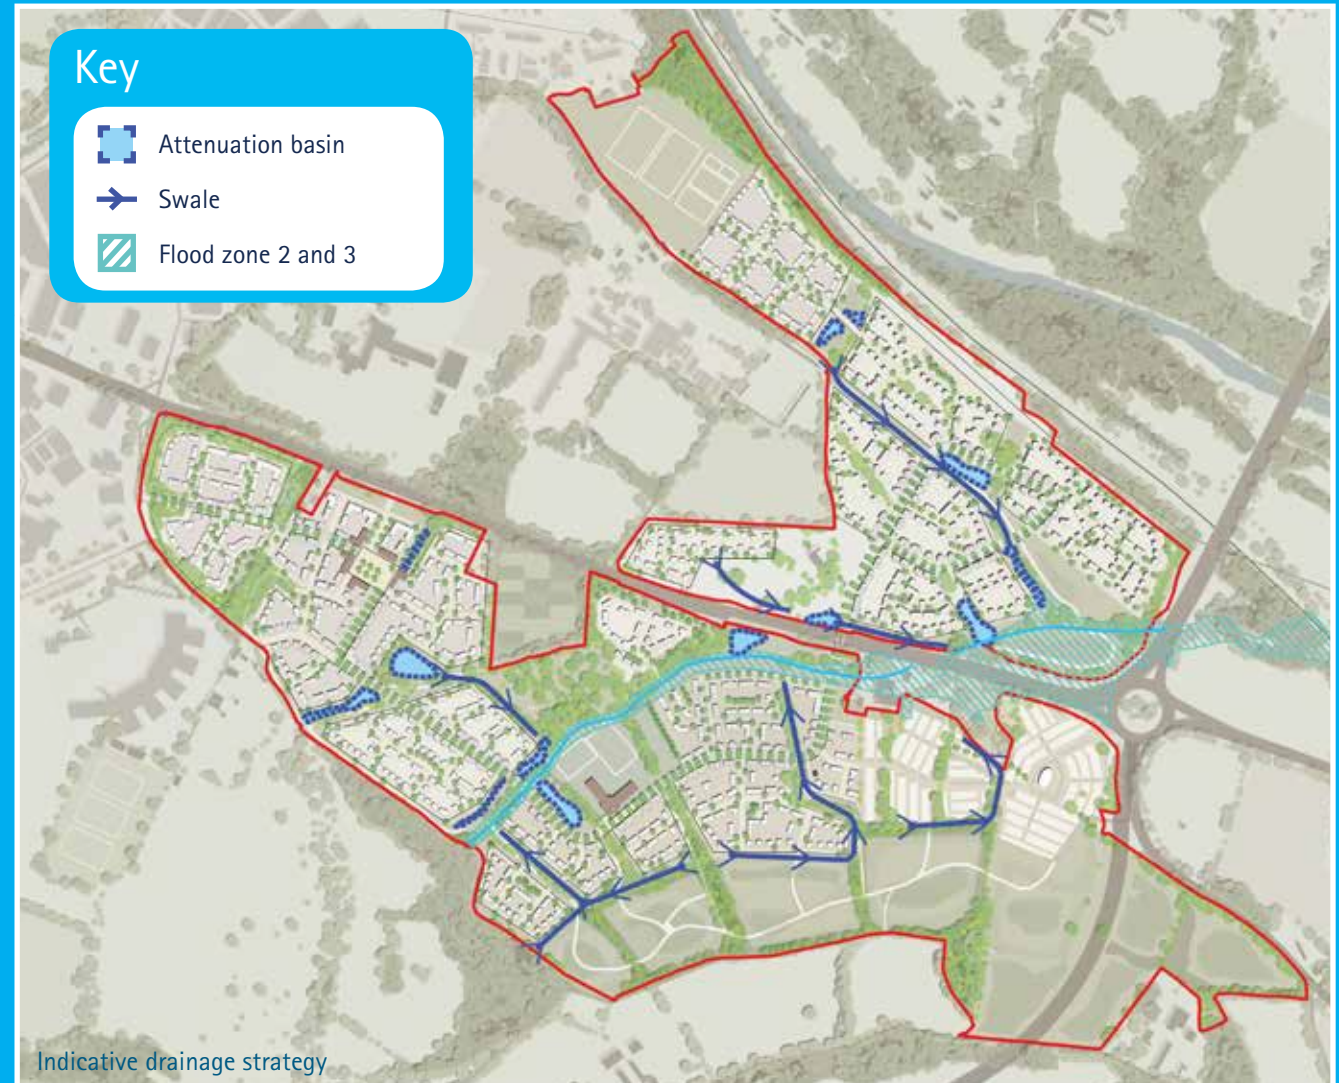 Key
Attenuation basin
Swale
Flood zone 2 and 3
Indicative drainage strategy